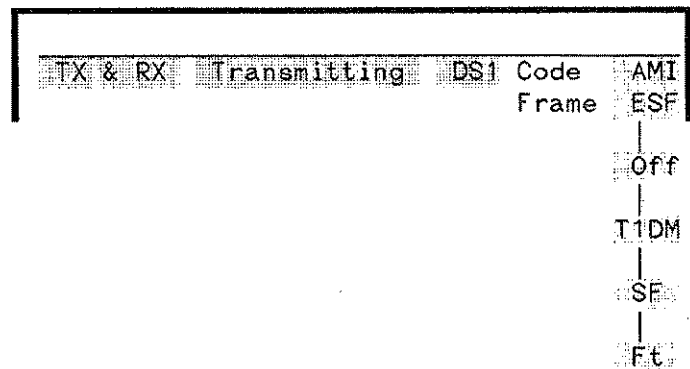 TX & RX Transmitting DS1 Code AMI
Frame ESF
Off
T1DM
SF
Ft